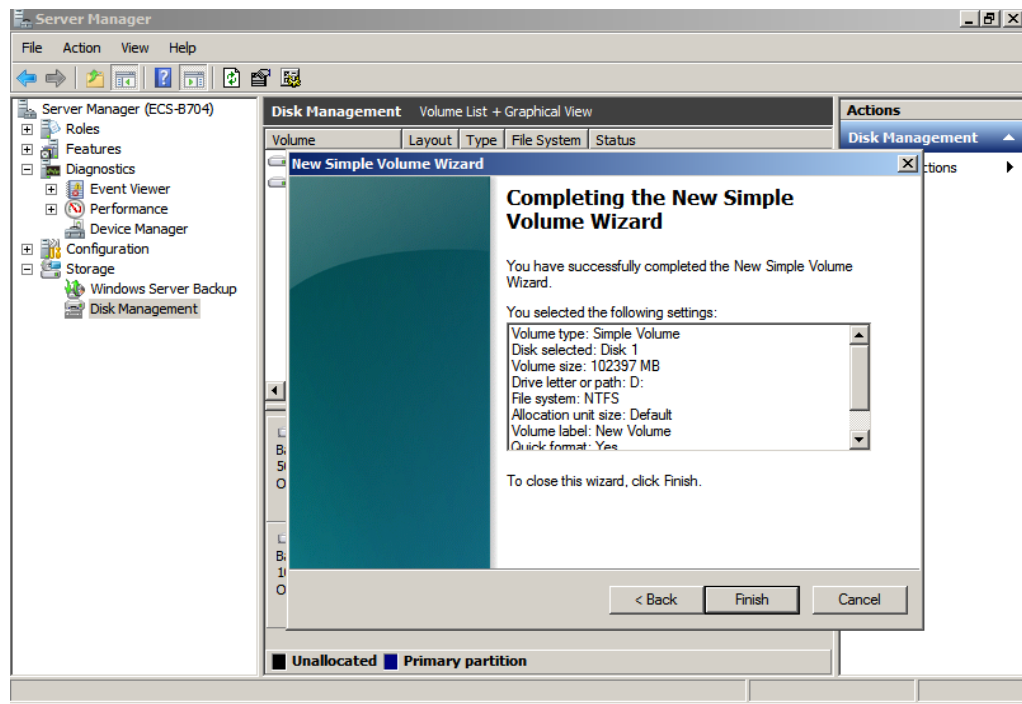 Server Manager
File Action View Help
Server Manager (ECS-B704)
Roles
Features
Diagnostics
Event Viewer
Performance
Device Manager
Configuration
Storage
Windows Server Backup
Disk Management
Disk Management Volume List + Graphical View
Volume Layout Type File System Status
New Simple Volume Wizard
Completing the New Simple
Volume Wizard
You have successfully completed the New Simple Volume
Wizard.
You selected the following settings:
Volume type: Simple Volume
Disk selected: Disk 1
Volume size: 102397 MB
Drive letter or path: D:
File system: NTFS
Allocation unit size: Default
Volume label: New Volume
Quick format: Yes
To close this wizard, click Finish.
< Back Finish Cancel
Unallocated Primary partition
Actions
Disk Management